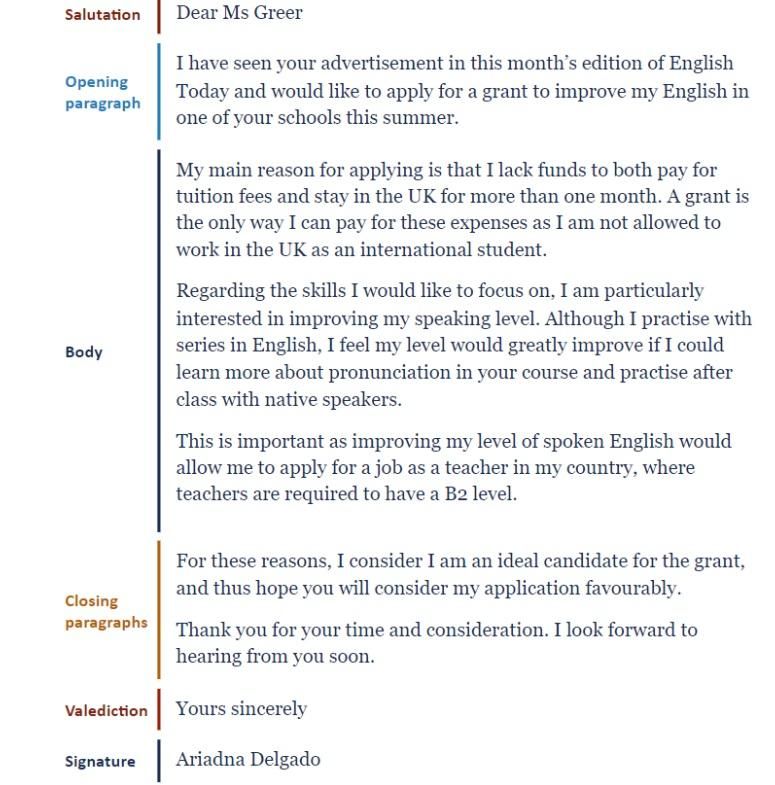 Salutation
Dear Ms Greer
Opening
paragraph
I have seen your advertisement in this month’s edition of English
Today and would like to apply for a grant to improve my English in
one of your schools this summer.
Body
My main reason for applying is that I lack funds to both pay for
tuition fees and stay in the UK for more than one month. A grant is
the only way I can pay for these expenses as I am not allowed to
work in the UK as an international student.
Regarding the skills I would like to focus on, I am particularly
interested in improving my speaking level. Although I practise with
series in English, I feel my level would greatly improve if I could
learn more about pronunciation in your course and practise after
class with native speakers.
This is important as improving my level of spoken English would
allow me to apply for a job as a teacher in my country, where
teachers are required to have a B2 level.
Closing
paragraphs
For these reasons, I consider I am an ideal candidate for the grant,
and thus hope you will consider my application favourably.
Thank you for your time and consideration. I look forward to
hearing from you soon.
Valediction
Yours sincerely
Signature
Ariadna Delgado